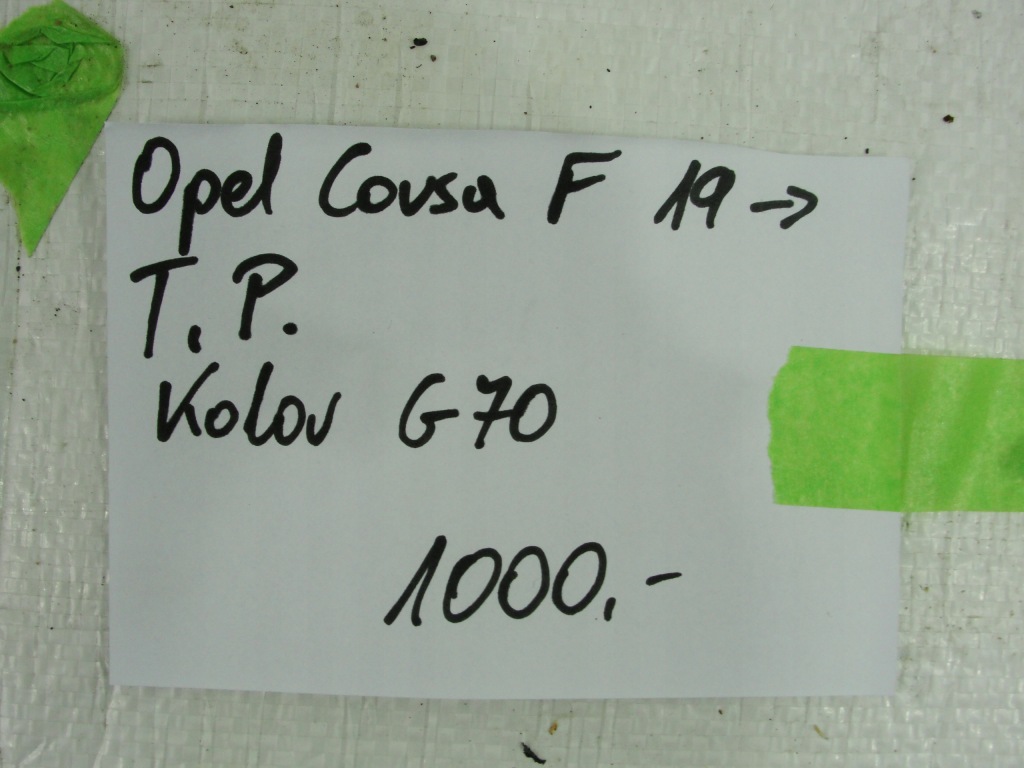 Opel Corsa F 19 →
T.P.
Kolor G70
1000.-